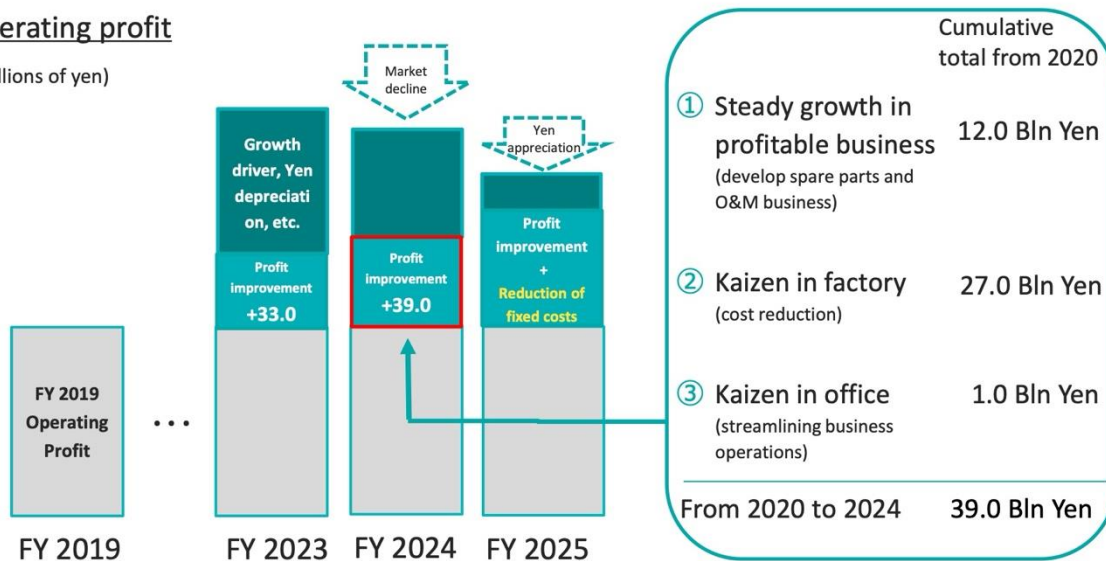 erating profit
llions of yen)
Market
decline
Yen
appreciation
Growth
driver, Yen
depreciati
on, etc.
Profit
improvement
+33.0
Profit
improvement
+39.0
Profit
improvement
+
Reduction of
fixed costs
FY 2019
Operating
Profit
...
FY 2019
FY 2023
FY 2024
FY 2025
Cumulative
total from 2020
① Steady growth in
profitable business
12.0 Bln Yen
(develop spare parts and
O&M business)
② Kaizen in factory
27.0 Bln Yen
(cost reduction)
③ Kaizen in office
1.0 Bln Yen
(streamlining business
operations)
From 2020 to 2024
39.0 Bln Yen